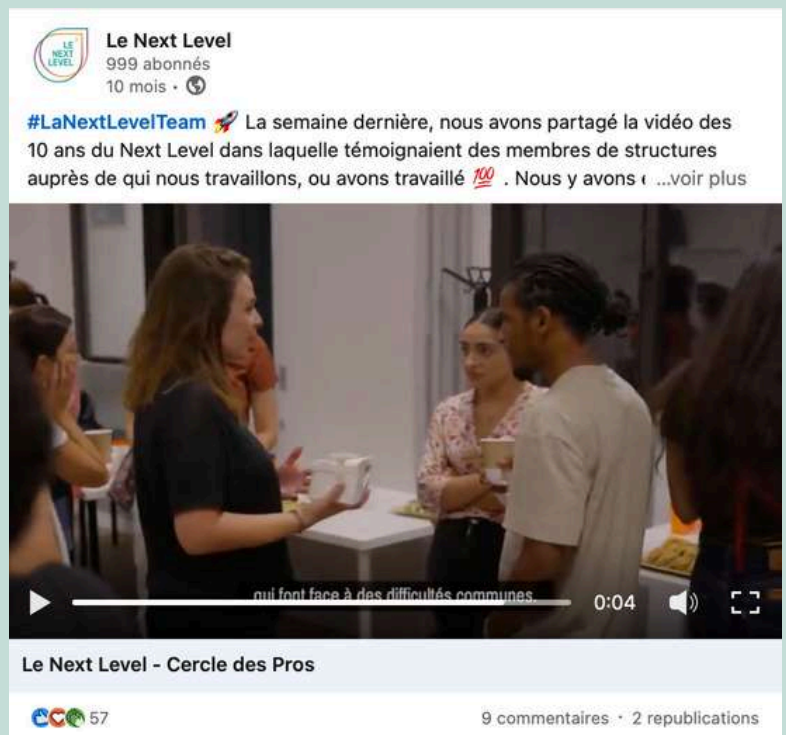 LE
NEXT
LEVEL
Le Next Level
999 abonnés
10 mois •
#LaNextLevelTeam 🚀 La semaine dernière, nous avons partagé la vidéo des
10 ans du Next Level dans laquelle témoignaient des membres de structures
auprès de qui nous travaillons, ou avons travaillé 💯 . Nous y avons ...voir plus
qui font face à des difficultés communes.
0:04
Le Next Level - Cercle des Pros
57
9 commentaires · 2 republications